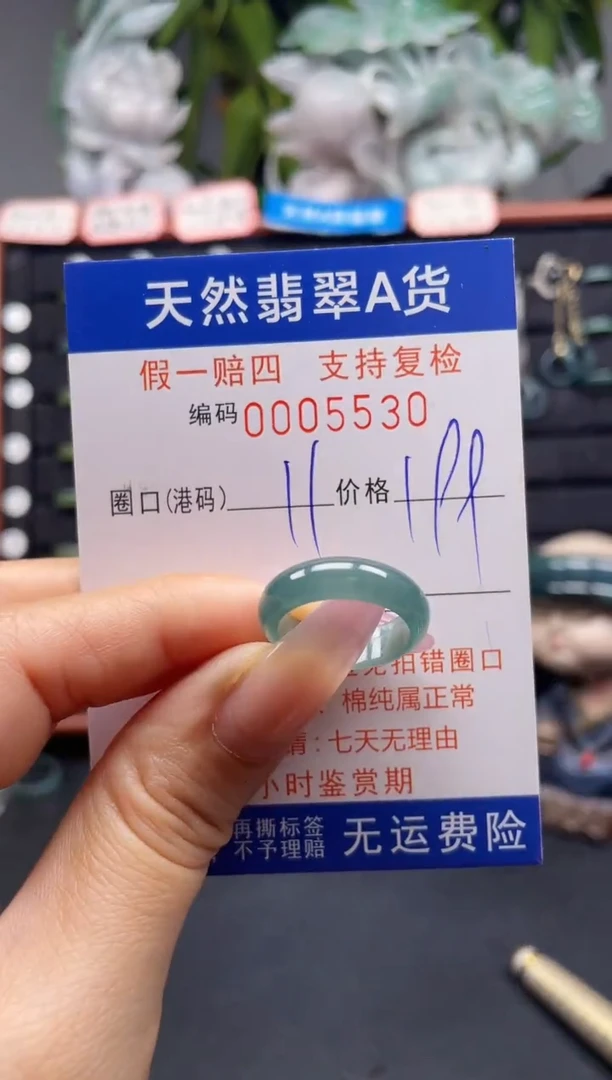 天然翡翠A货
假一赔四 支持复检
编码0005530
圈口(港码) 11 价格 199
拍错圈口
棉纯属正常
:七天无理由
小时鉴赏期
再撕标签
不予理赔
无运费险